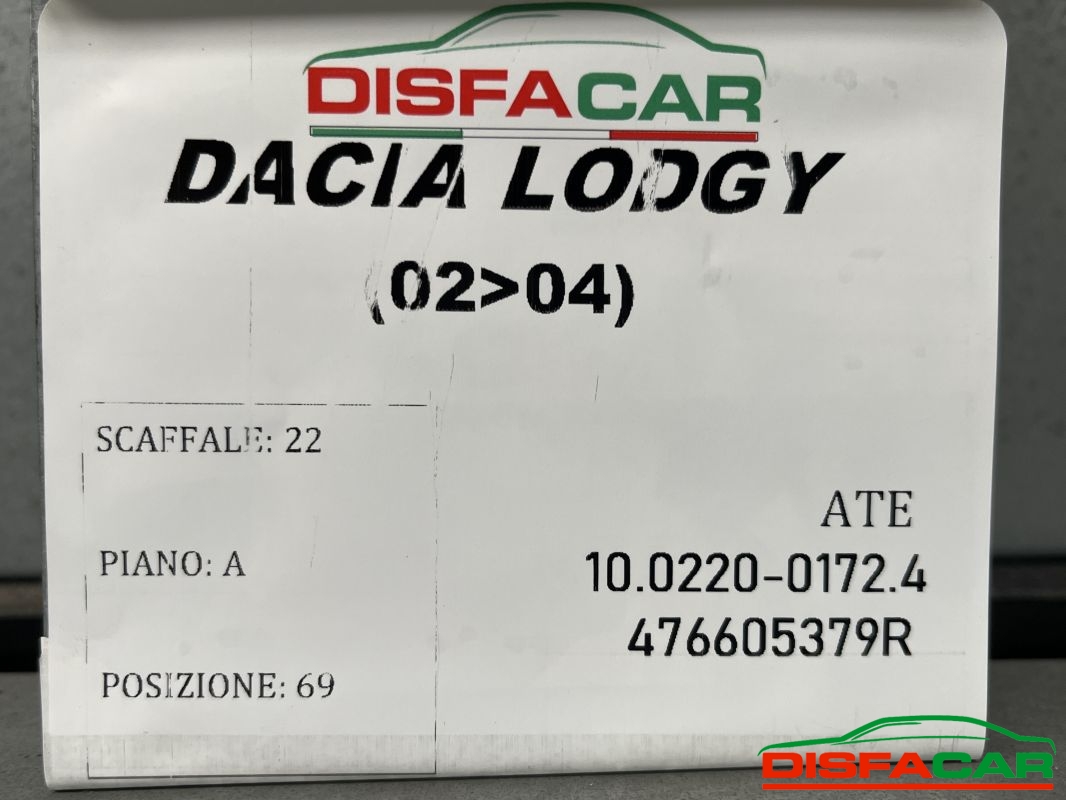 DISFACAR
DACIA LODGY
(02>04)
SCAFFALE: 22
PIANO: A
POSIZIONE: 69
ATE
10.0220-0172.4
476605379R
DISFACAR